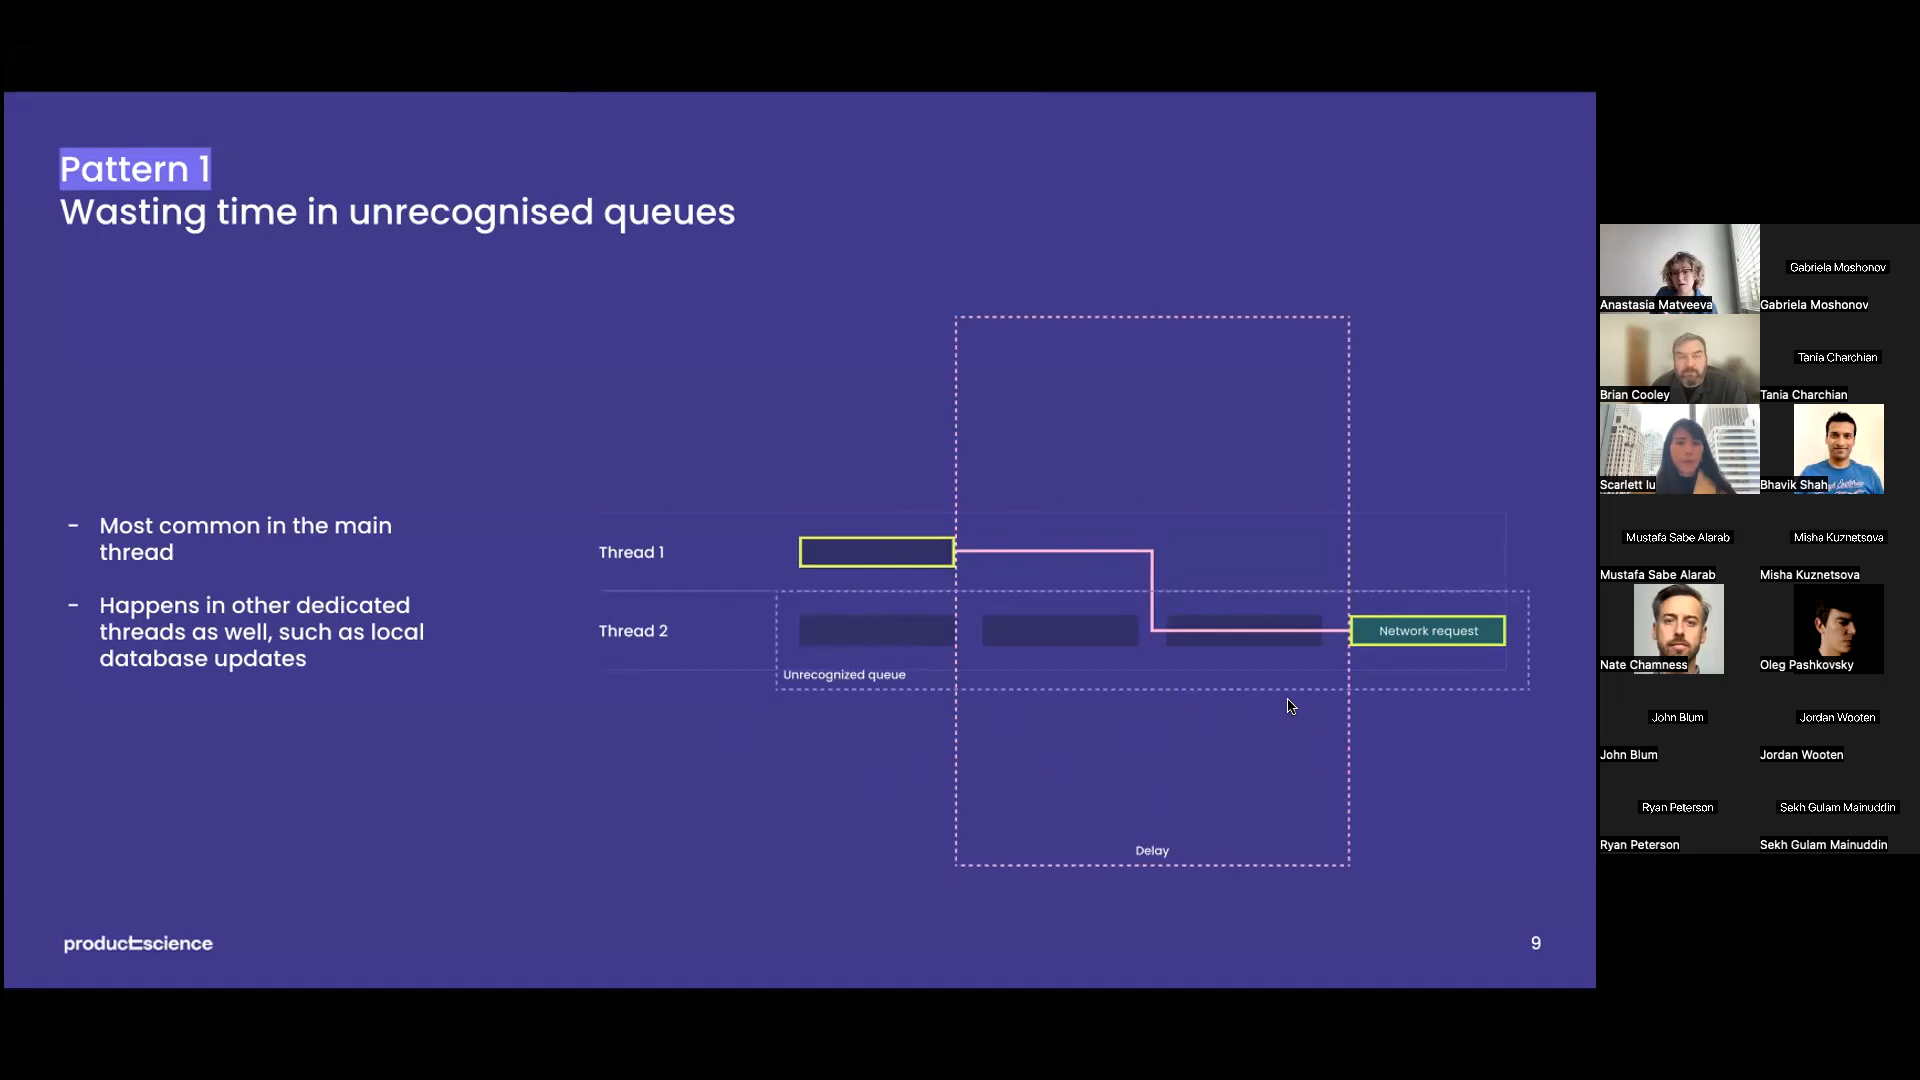 Pattern 1
Wasting time in unrecognised queues
- Most common in the main
thread
- Happens in other dedicated
threads as well, such as local
database updates
Thread 1
Thread 2
Network request
Unrecognized queue
Delay
productscience
9
Anastasia Matveeva
Gabriela Moshonov
Gabriela Moshonov
Brian Cooley
Tania Charchian
Tania Charchian
Scarlett lu
Bhavik Shah
Mustafa Sabe Alarab
Mustafa Sabe Alarab
Misha Kuznetsova
Misha Kuznetsova
Nate Chamness
Oleg Pashkovsky
John Blum
John Blum
Jordan Wooten
Jordan Wooten
Ryan Peterson
Ryan Peterson
Sekh Gulam Mainuddin
Sekh Gulam Mainuddin